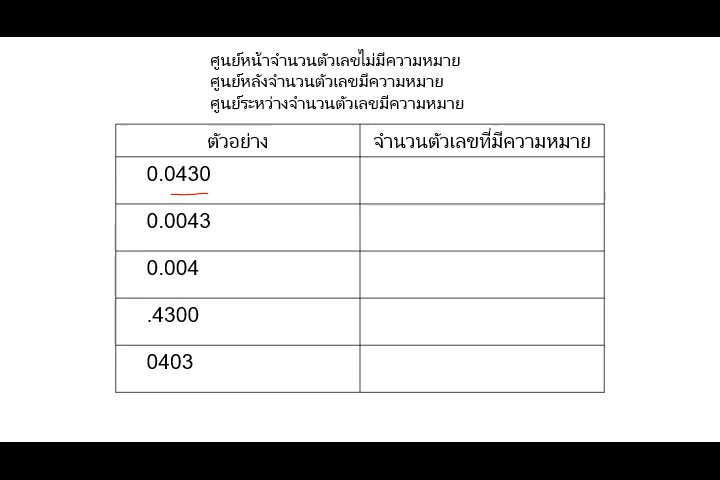 ศูนย์หน้าจำนวนตัวเลขไม่มีความหมาย
ศูนย์หลังจำนวนตัวเลขมีความหมาย
ศูนย์ระหว่างจำนวนตัวเลขมีความหมาย
ตัวอย่าง จำนวนตัวเลขที่มีความหมาย
0.0430
0.0043
0.004
.4300
0403